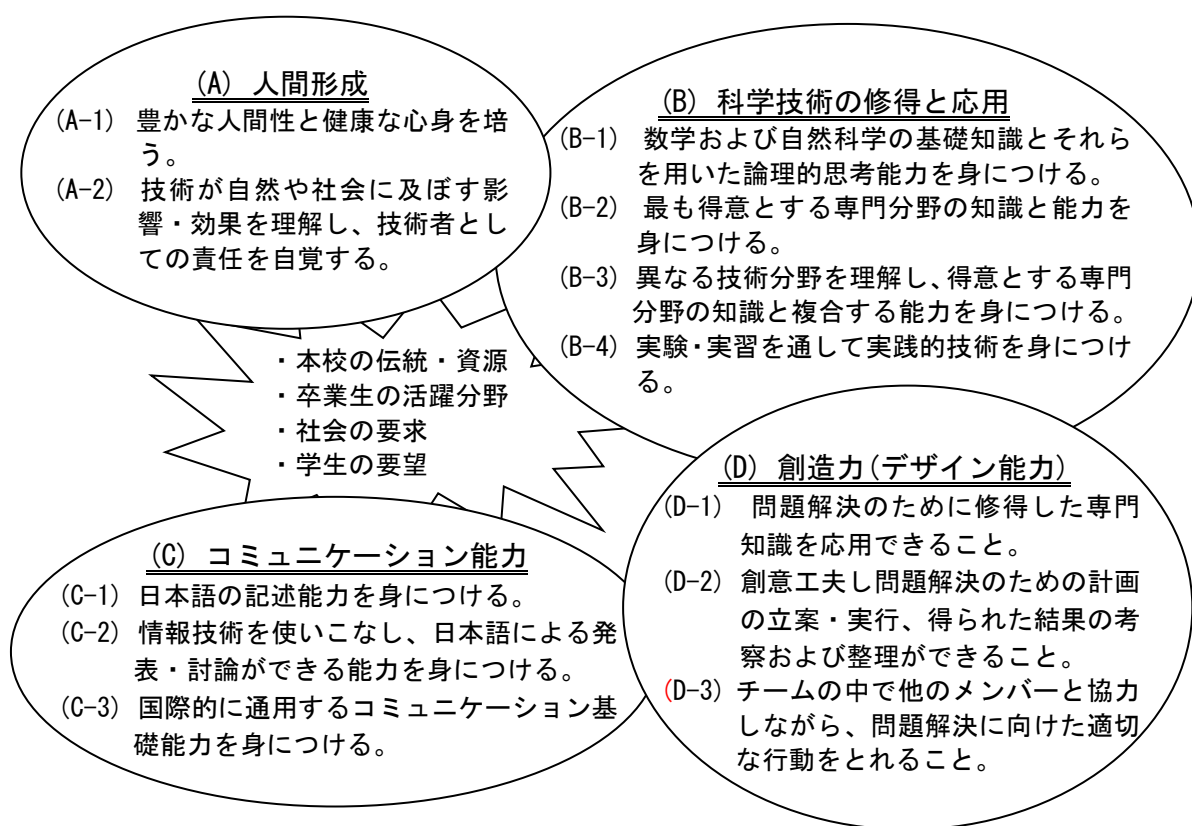 (A) 人間形成
(A-1) 豊かな人間性と健康な心身を培
う。
(A-2) 技術が自然や社会に及ぼす影
響・効果を理解し、技術者とし
ての責任を自覚する。
(B) 科学技術の修得と応用
(B-1) 数学および自然科学の基礎知識とそれら
を用いた論理的思考能力を身につける。
(B-2) 最も得意とする専門分野の知識と能力を
身につける。
(B-3) 異なる技術分野を理解し、得意とする専門
分野の知識と複合する能力を身につける。
(B-4) 実験・実習を通して実践的技術を身につけ
る。
・本校の伝統・資源
・卒業生の活躍分野
・社会の要求
・学生の要望
(C) コミュニケーション能力
(C-1) 日本語の記述能力を身につける。
(C-2) 情報技術を使いこなし、日本語による発
表・討論ができる能力を身につける。
(C-3) 国際的に通用するコミュニケーション基
礎能力を身につける。
(D) 創造力(デザイン能力)
(D-1) 問題解決のために修得した専門
知識を応用できること。
(D-2) 創意工夫し問題解決のための計画
の立案・実行、得られた結果の考
察および整理ができること。
(D-3) チームの中で他のメンバーと協力
しながら、問題解決に向けた適切
な行動をとれること。